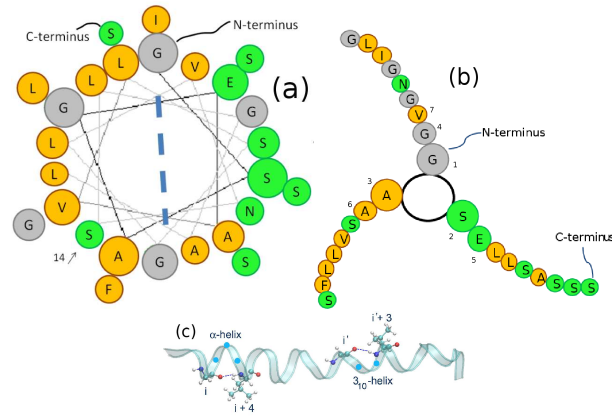 I
S
C-terminus
N-terminus
G
L
V
S
L
E
L
(a)
G
G
L
S
L
S
S
V
N
G
S
A
A
S
14
A
G
F
(b)
G
L
I
G
N
G
V
7
G
4
G
1
N-terminus
3
A
6
A
S
V
L
L
F
S
S
2
E
5
L
L
S
A
S
S
S
C-terminus
(c)
α-helix
i
i + 4
i'
i'+ 3
3₁₀-helix